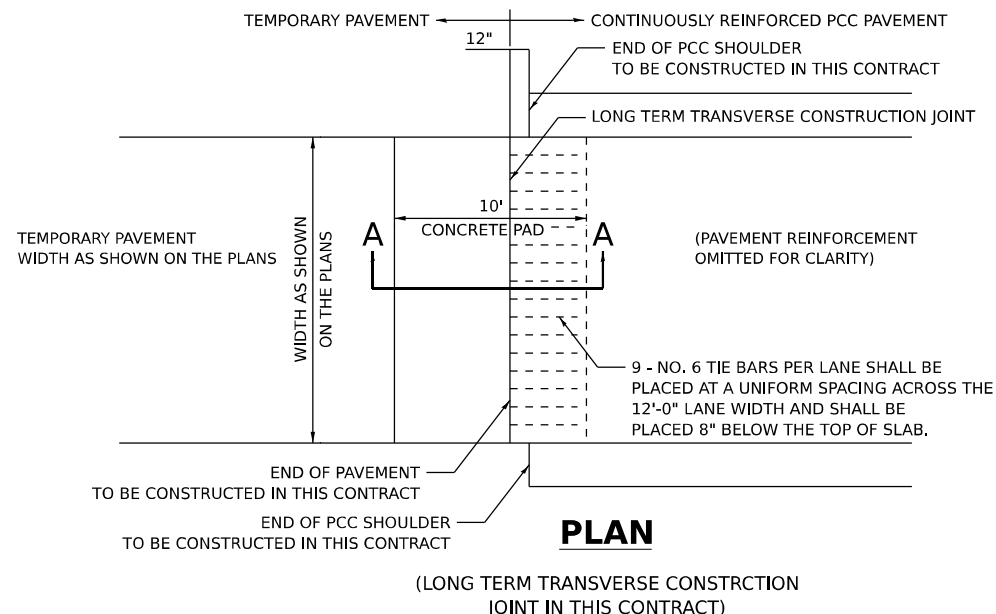 TEMPORARY PAVEMENT
CONTINUOUSLY REINFORCED PCC PAVEMENT
12"
END OF PCC SHOULDER
TO BE CONSTRUCTED IN THIS CONTRACT
LONG TERM TRANSVERSE CONSTRUCTION JOINT
10'
CONCRETE PAD
A
A
TEMPORARY PAVEMENT
WIDTH AS SHOWN ON THE PLANS
WIDTH AS SHOWN
ON THE PLANS
(PAVEMENT REINFORCEMENT
OMITTED FOR CLARITY)
9 - NO. 6 TIE BARS PER LANE SHALL BE
PLACED AT A UNIFORM SPACING ACROSS THE
12'-0" LANE WIDTH AND SHALL BE
PLACED 8" BELOW THE TOP OF SLAB.
END OF PAVEMENT
TO BE CONSTRUCTED IN THIS CONTRACT
END OF PCC SHOULDER
TO BE CONSTRUCTED IN THIS CONTRACT
PLAN
(LONG TERM TRANSVERSE CONSTRCTION
JOINT IN THIS CONTRACT)